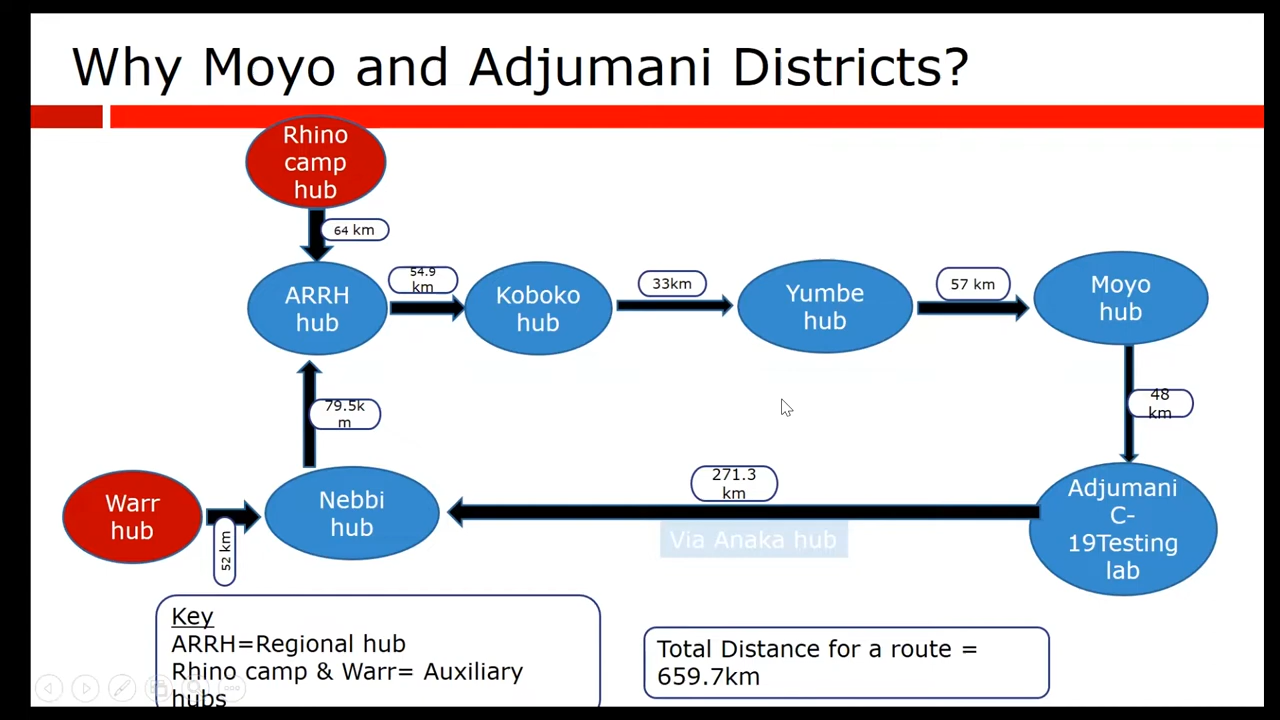 Why Moyo and Adjumani Districts?
Rhino
camp
hub
64 km
ARRH
hub
54.9
km
Koboko
hub
33km
Yumbe
hub
57 km
Moyo
hub
48
km
79.5k
m
Warr
hub
52 km
Nebbi
hub
271.3
km
Via Anaka hub
Adjumani
C-
19Testing
lab
Key
ARRH=Regional hub
Rhino camp & Warr= Auxiliary
hubs
Total Distance for a route =
659.7km